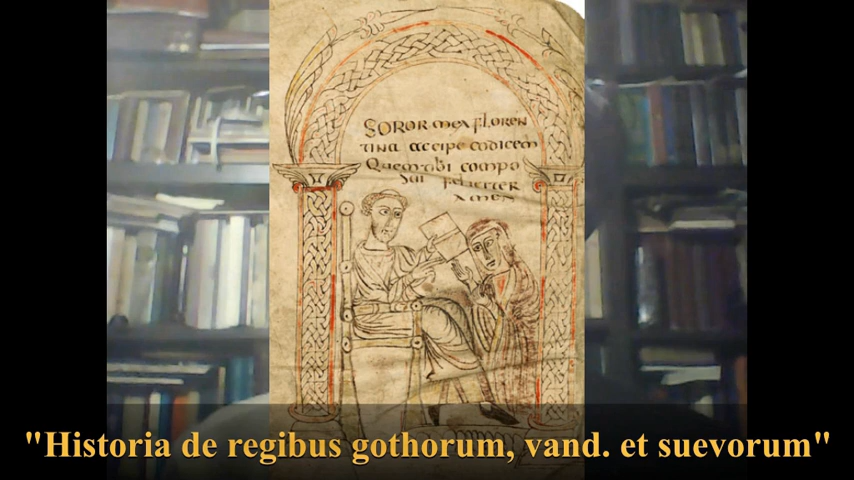 SOROR mea floren
tina accipe codicem
Quem tibi compo
sui feliciter
amen
"Historia de regibus gothorum, vand. et suevorum"